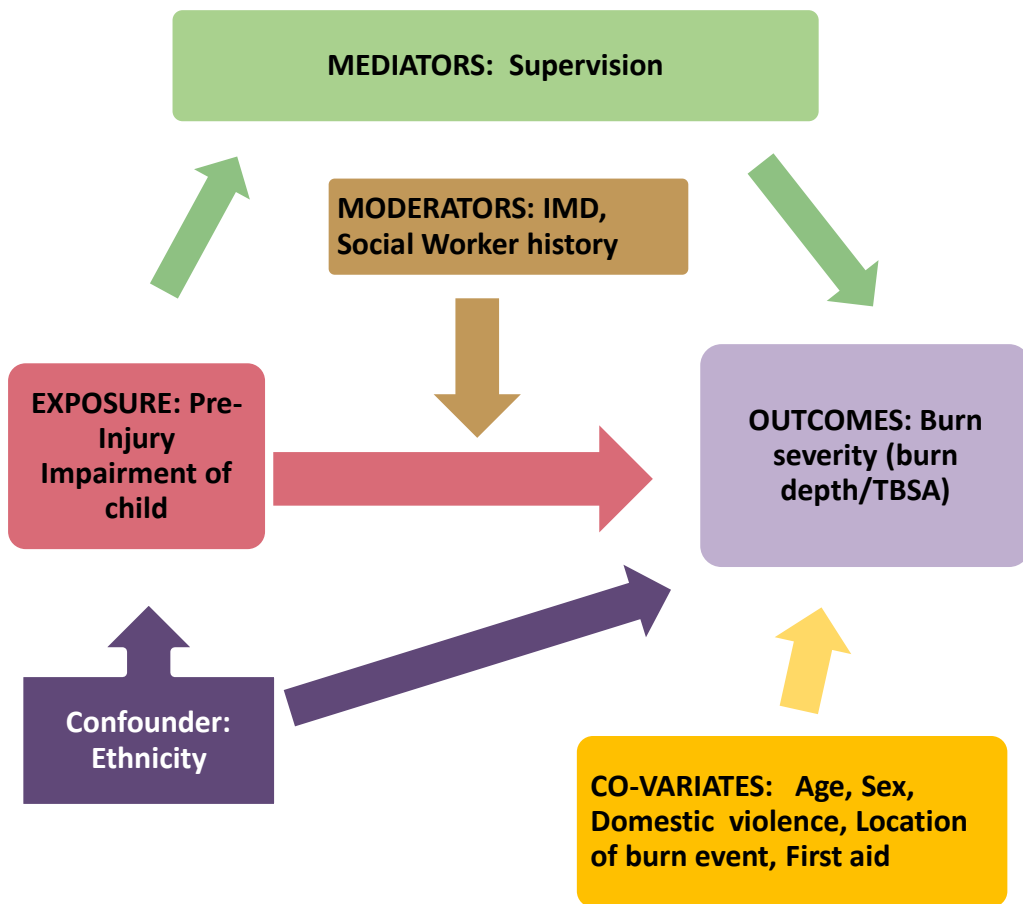 MEDIATORS:  Supervision
MODERATORS: IMD,
Social Worker history
EXPOSURE: Pre-
Injury
Impairment of
child
OUTCOMES: Burn
severity (burn
depth/TBSA)
Confounder:
Ethnicity
CO-VARIATES:   Age, Sex,
Domestic  violence, Location
of burn event, First aid